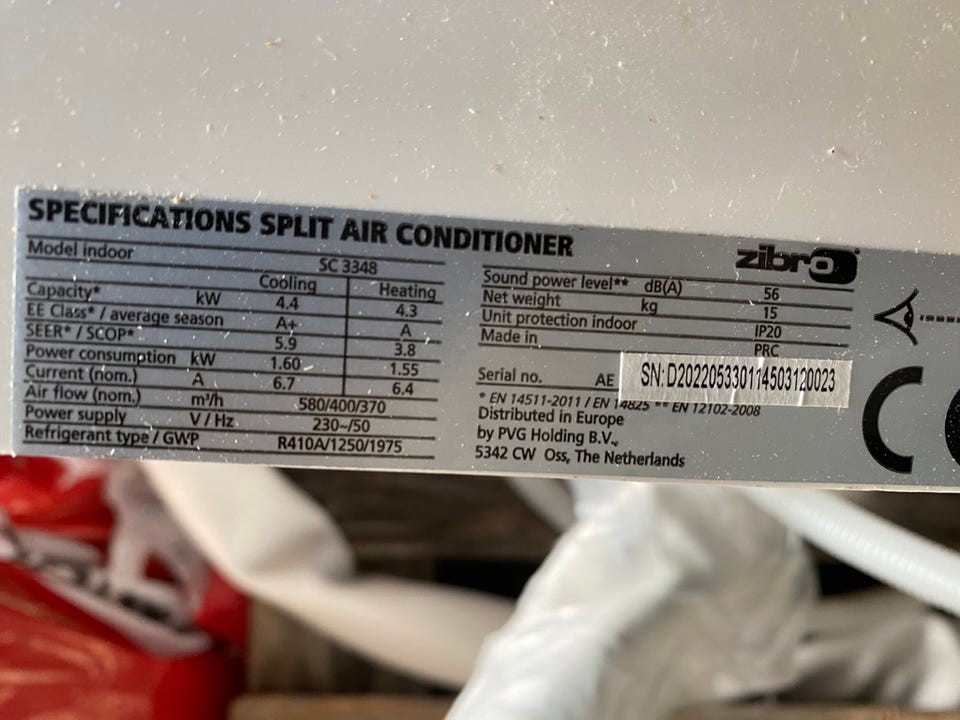 SPECIFICATIONS SPLIT AIR CONDITIONER
Model indoor SC 3348
Cooling Heating
Capacity* kW 4.4 4.3
EE Class* / average season A+ A
SEER* / SCOP* 5.9 3.8
Power consumption kW 1.60 1.55
Current (nom.) A 6.7 6.4
Air flow (nom.) m³/h 580/400/370
Power supply V / Hz 230~/50
Refrigerant type / GWP R410A/1250/1975
zibro
Sound power level** dB(A) 56
Net weight kg 15
Unit protection indoor IP20
Made in PRC
Serial no. AE SN:D202205330114503120023
* EN 14511-2011 / EN 14825 ** EN 12102-2008
Distributed in Europe
by PVG Holding B.V.,
5342 CW Oss, The Netherlands
CE